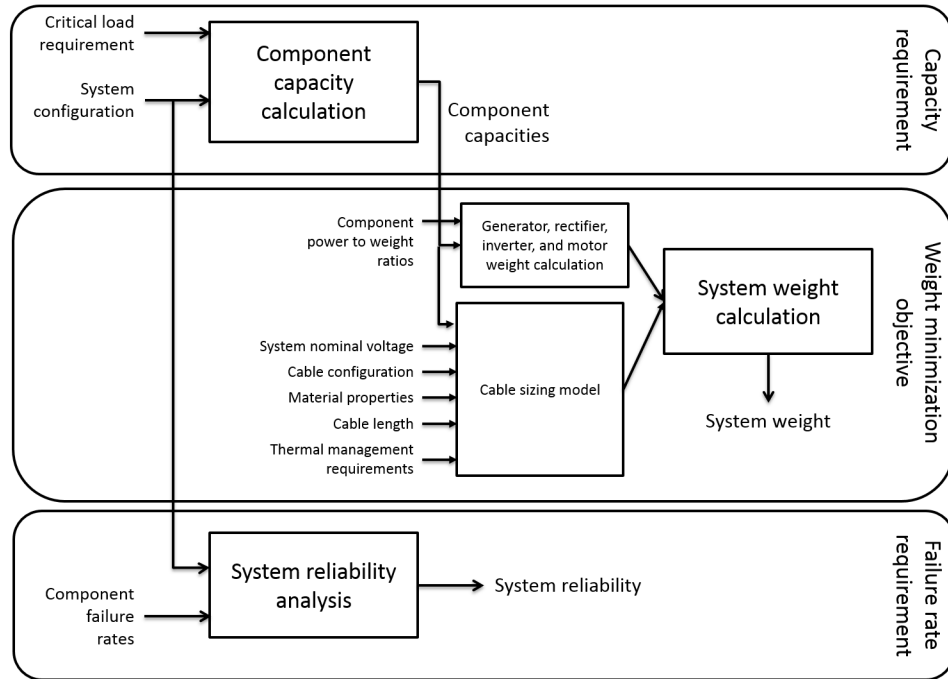 Critical load
requirement
System
configuration
Component
capacity
calculation
Component
capacities
Capacity
requirement
Component
power to weight
ratios
Generator, rectifier,
inverter, and motor
weight calculation
System nominal voltage
Cable configuration
Material properties
Cable length
Thermal management
requirements
Cable sizing model
System weight
calculation
System weight
Weight minimization
objective
Component
failure
rates
System reliability
analysis
System reliability
Failure rate
requirement